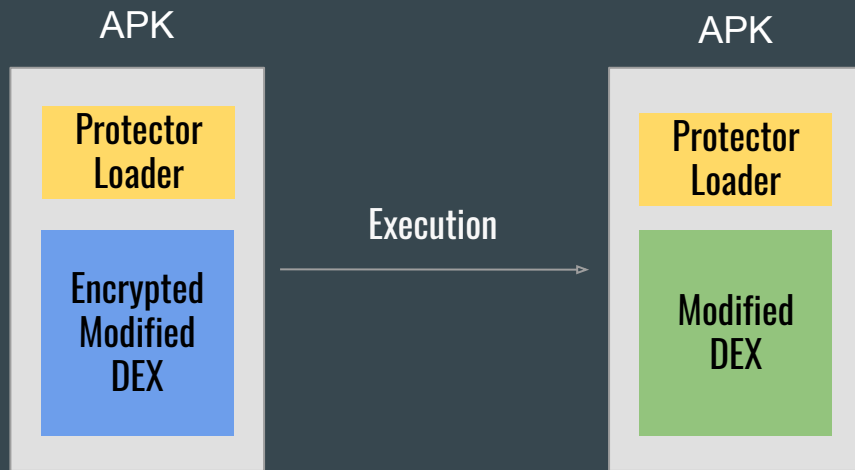 APK
Protector
Loader
Encrypted
Modified
DEX
Execution
APK
Protector
Loader
Modified
DEX